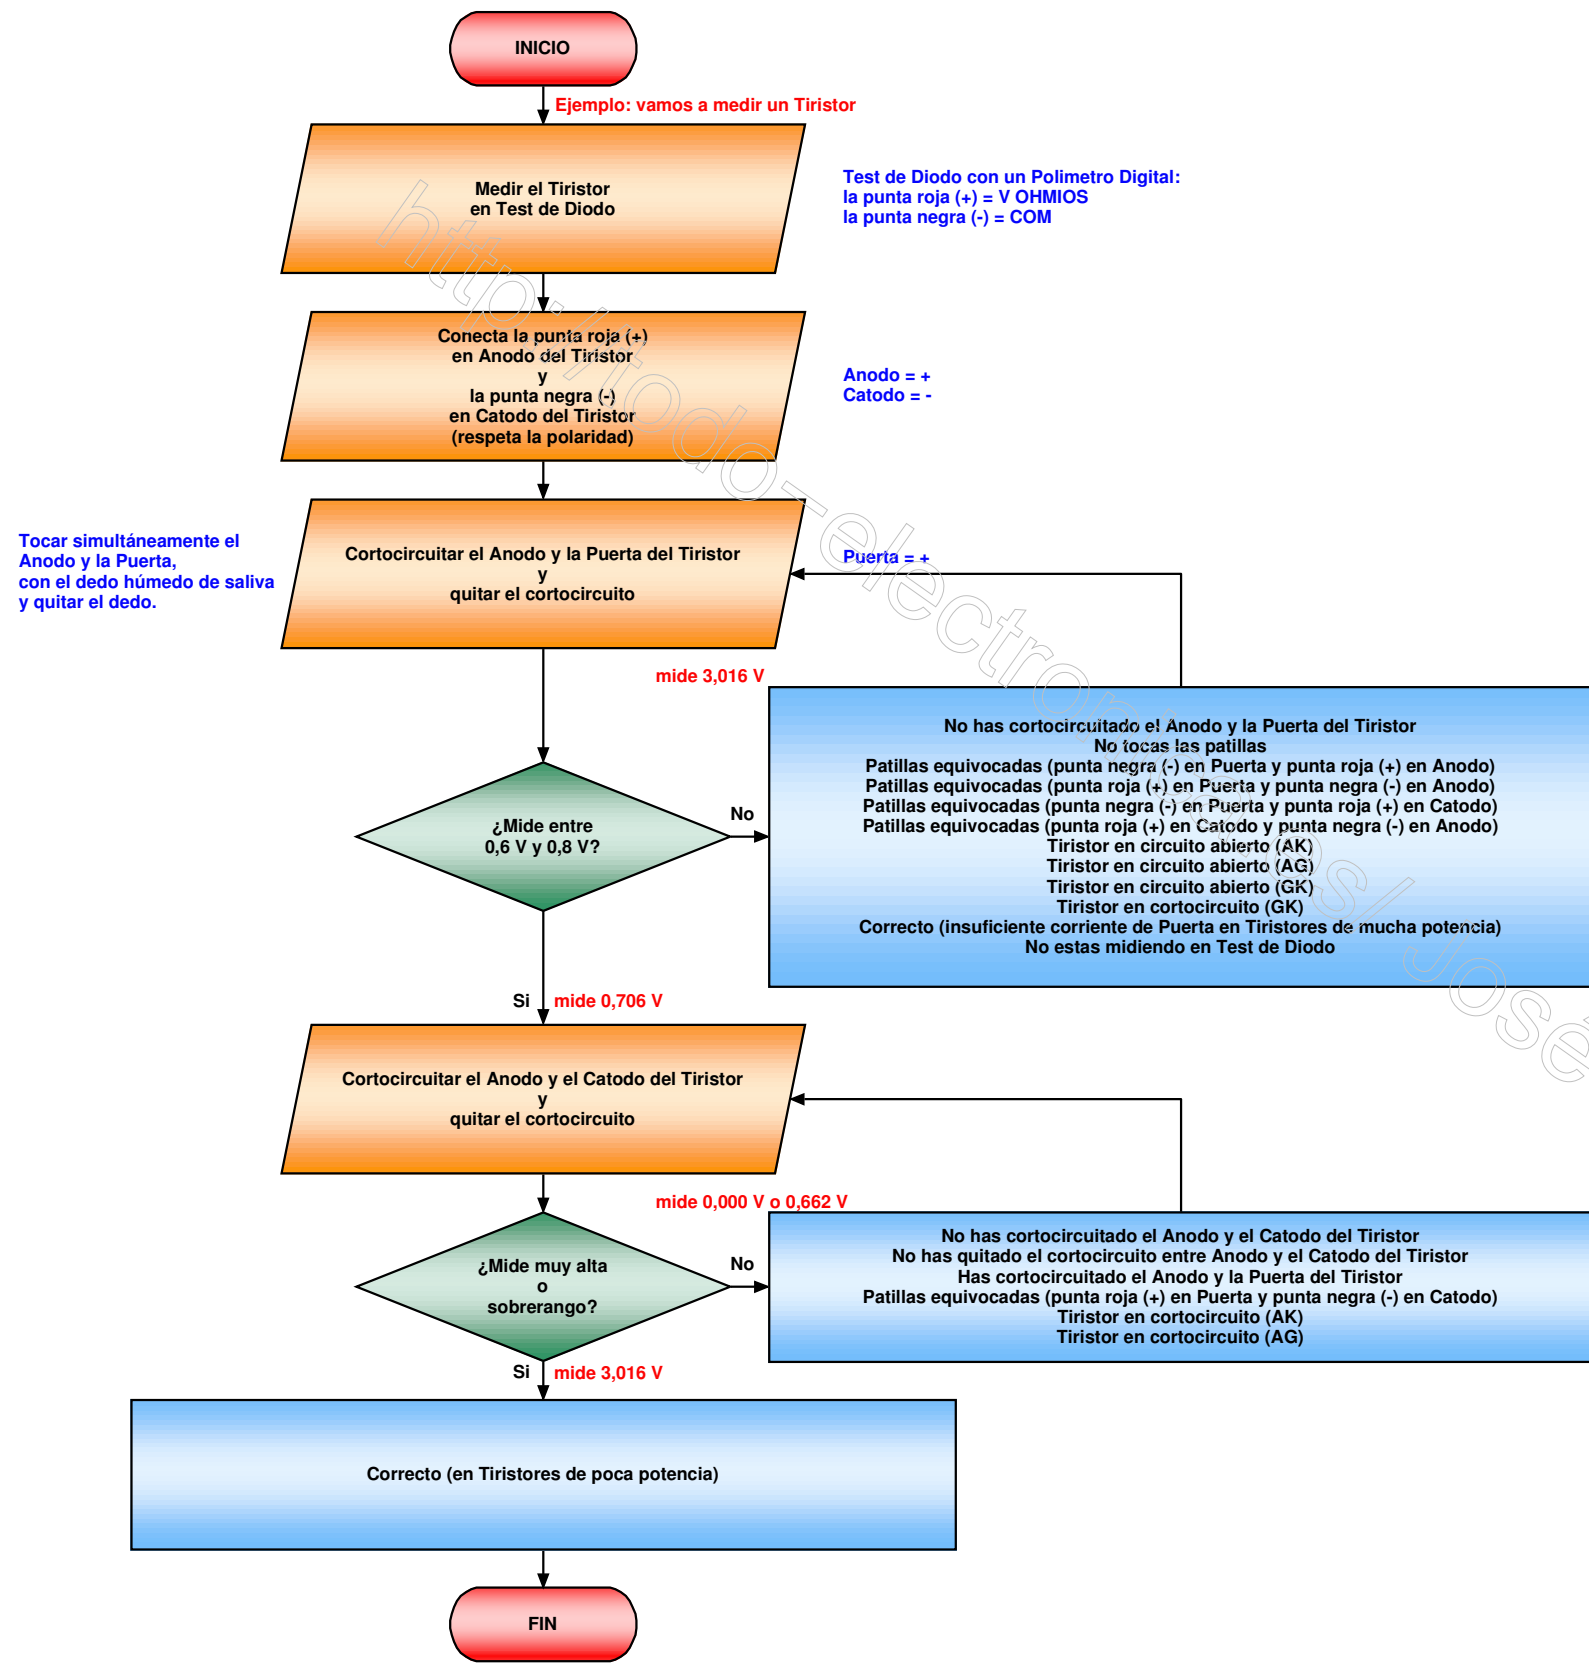 INICIO
Ejemplo: vamos a medir un Tiristor
Medir el Tiristor
en Test de Diodo
Test de Diodo con un Polimetro Digital:
la punta roja (+) = V OHMIOS
la punta negra (-) = COM
Conecta la punta roja (+)
en Anodo del Tiristor
y
la punta negra (-)
en Catodo del Tiristor
(respeta la polaridad)
Anodo = +
Catodo = -
Tocar simultáneamente el
Anodo y la Puerta,
con el dedo húmedo de saliva
y quitar el dedo.
Cortocircuitar el Anodo y la Puerta del Tiristor
y
quitar el cortocircuito
Puerta = +
mide 3,016 V
¿Mide entre
0,6 V y 0,8 V?
No
No has cortocircuitado el Anodo y la Puerta del Tiristor
No tocas las patillas
Patillas equivocadas (punta negra (-) en Puerta y punta roja (+) en Anodo)
Patillas equivocadas (punta roja (+) en Puerta y punta negra (-) en Anodo)
Patillas equivocadas (punta negra (-) en Puerta y punta roja (+) en Catodo)
Patillas equivocadas (punta roja (+) en Catodo y punta negra (-) en Anodo)
Tiristor en circuito abierto (AK)
Tiristor en circuito abierto (AG)
Tiristor en circuito abierto (GK)
Tiristor en cortocircuito (GK)
Correcto (insuficiente corriente de Puerta en Tiristores de mucha potencia)
No estas midiendo en Test de Diodo
Si
mide 0,706 V
Cortocircuitar el Anodo y el Catodo del Tiristor
y
quitar el cortocircuito
mide 0,000 V o 0,662 V
¿Mide muy alta
o
sobrerango?
No
No has cortocircuitado el Anodo y el Catodo del Tiristor
No has quitado el cortocircuito entre Anodo y el Catodo del Tiristor
Has cortocircuitado el Anodo y la Puerta del Tiristor
Patillas equivocadas (punta roja (+) en Puerta y punta negra (-) en Catodo)
Tiristor en cortocircuito (AK)
Tiristor en cortocircuito (AG)
Si
mide 3,016 V
Correcto (en Tiristores de poca potencia)
FIN
http://todo-electronica.es/ José